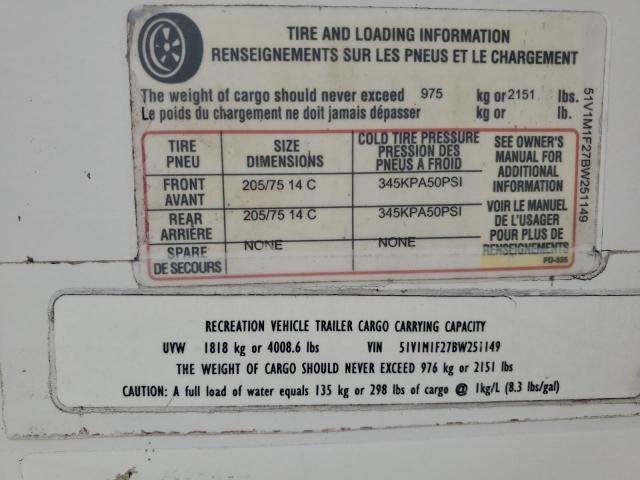 TIRE AND LOADING INFORMATION
RENSEIGNEMENTS SUR LES PNEUS ET LE CHARGEMENT
The weight of cargo should never exceed 975 kg or 2151 lbs.
Le poids du chargement ne doit jamais dépasser kg or lb.
TIRE PNEU
SIZE DIMENSIONS
COLD TIRE PRESSURE PRESSION DES PNEUS A FROID
FRONT AVANT
205/75 14 C
345KPA50PSI
REAR ARRIÈRE
205/75 14 C
345KPA50PSI
SPARE DE SECOURS
NONE
NONE
SEE OWNER'S
MANUAL FOR
ADDITIONAL
INFORMATION
VOIR LE MANUEL
DE L'USAGER
POUR PLUS DE
RENSEIGNEMENTS
FD-335
51V1M1F27BW251149
RECREATION VEHICLE TRAILER CARGO CARRYING CAPACITY
UVW 1818 kg or 4008.6 lbs VIN 51V1M1F27BW251149
THE WEIGHT OF CARGO SHOULD NEVER EXCEED 976 kg or 2151 lbs
CAUTION: A full load of water equals 135 kg or 298 lbs of cargo @ 1kg/L (8.3 lbs/gal)